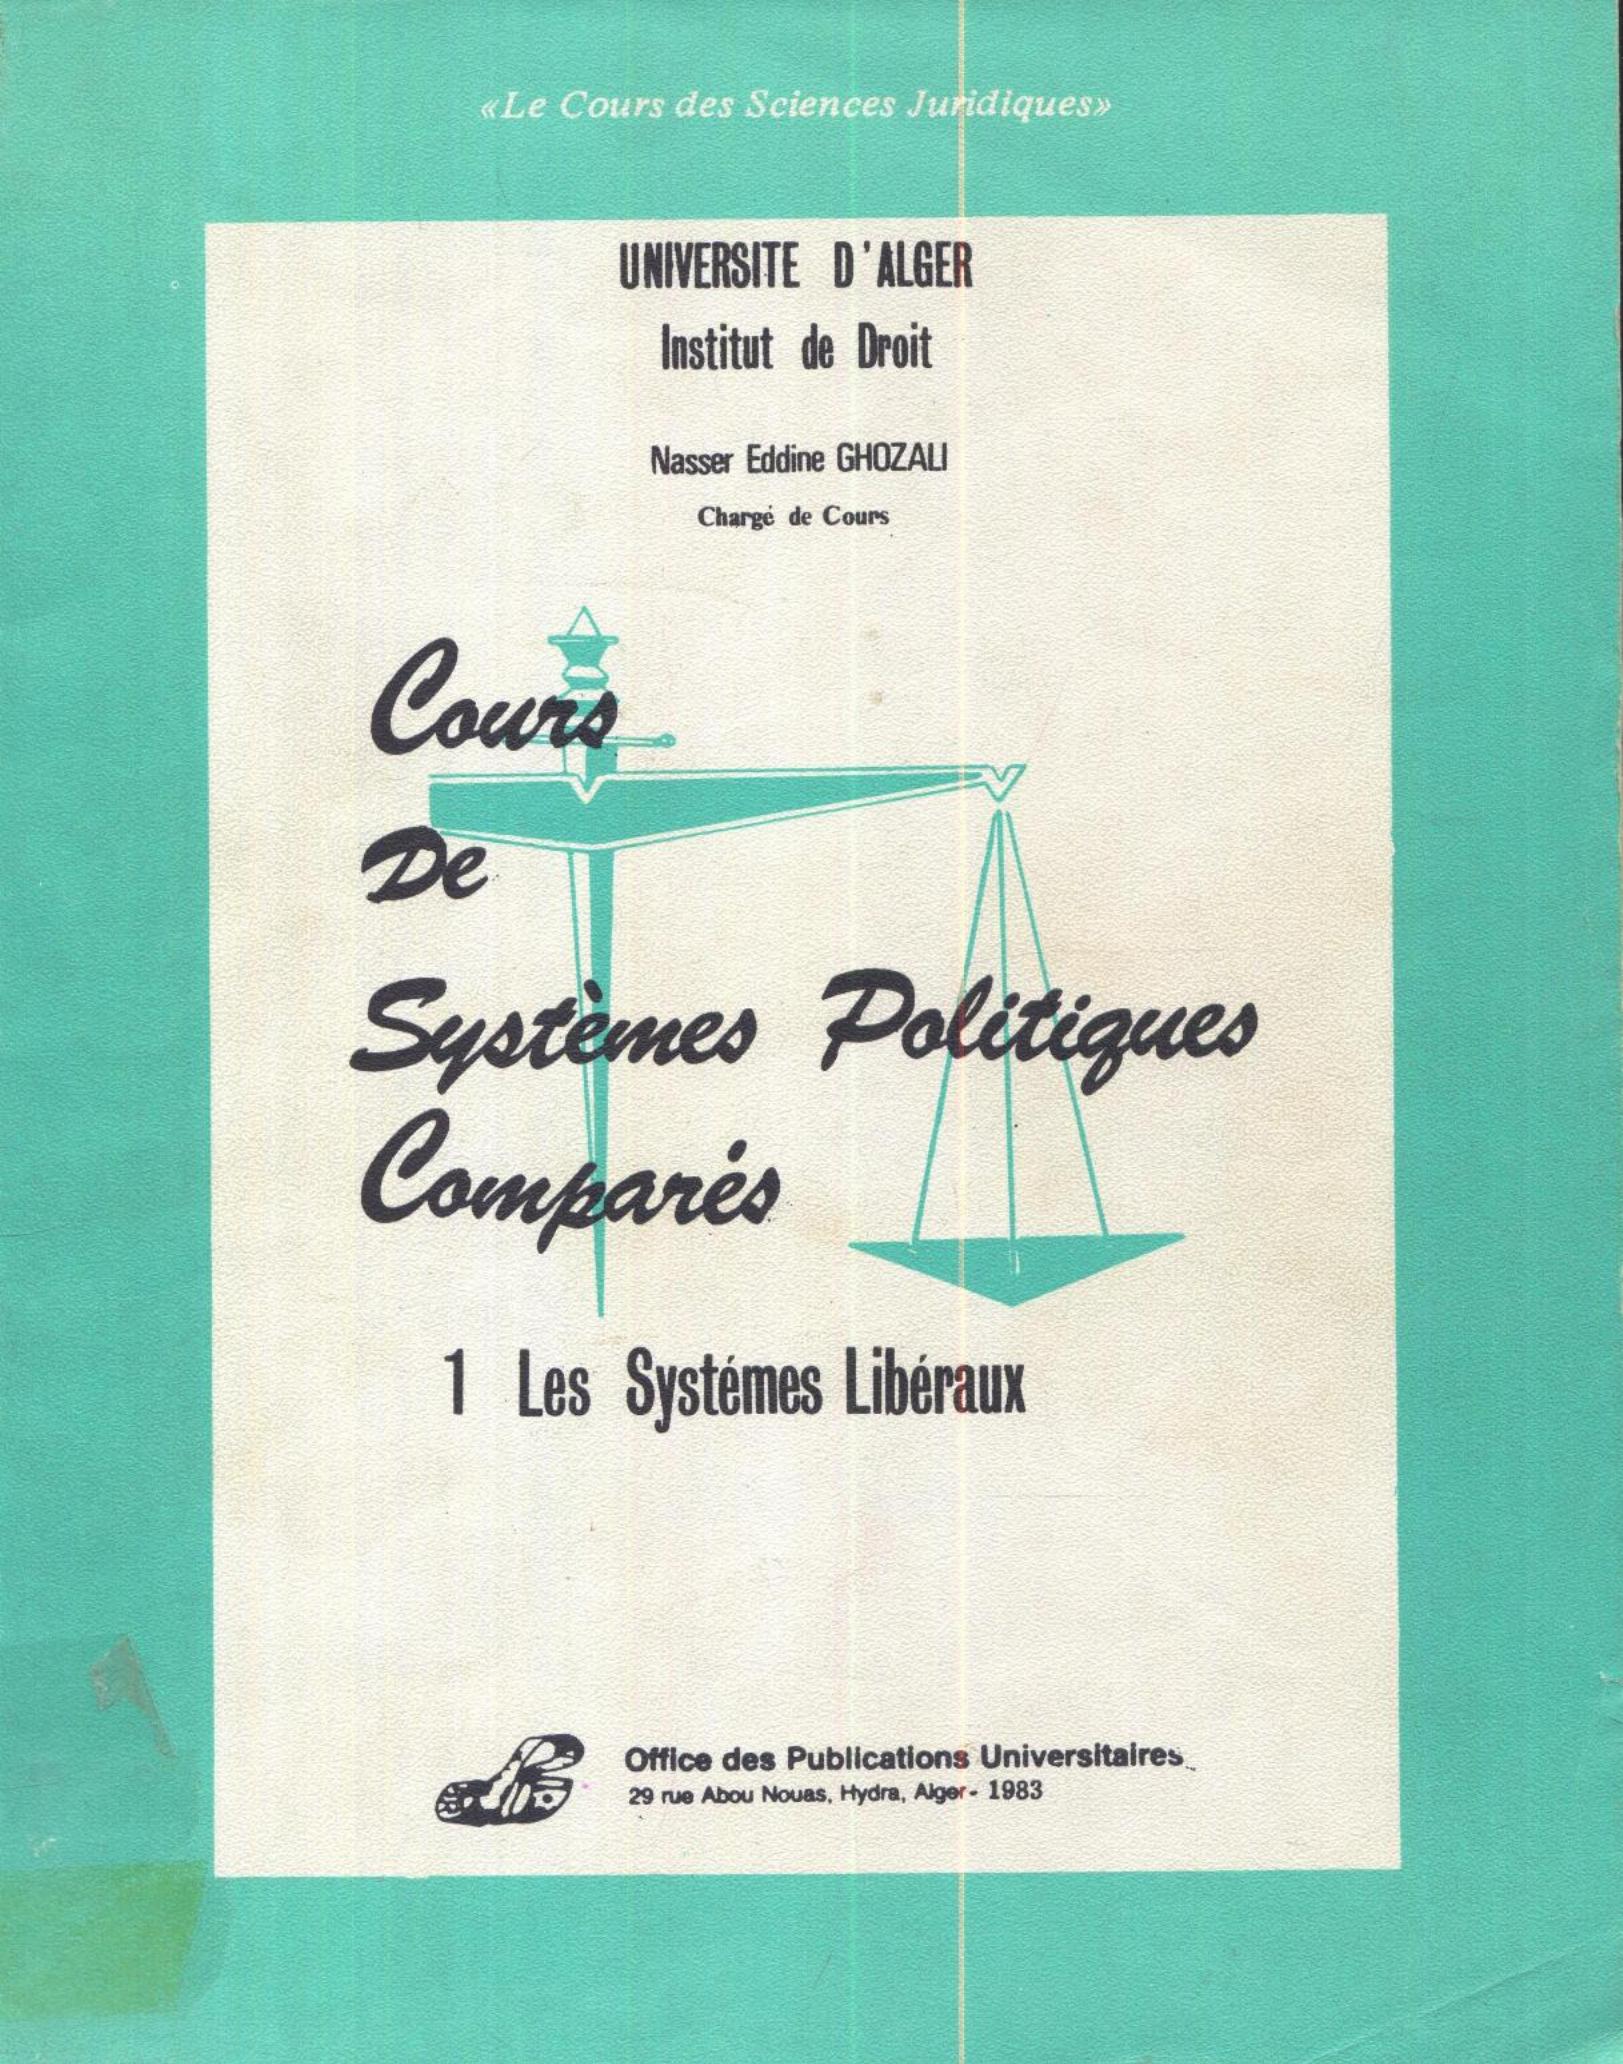 «Le Cours des Sciences Juridiques»
UNIVERSITE D'ALGER
Institut de Droit
Nasser Eddine GHOZALI
Chargé de Cours
Cours
De
Systèmes Politiques
Comparés
1 Les Systémes Libéraux
Office des Publications Universitaires
29 rue Abou Nouas, Hydra, Alger - 1983